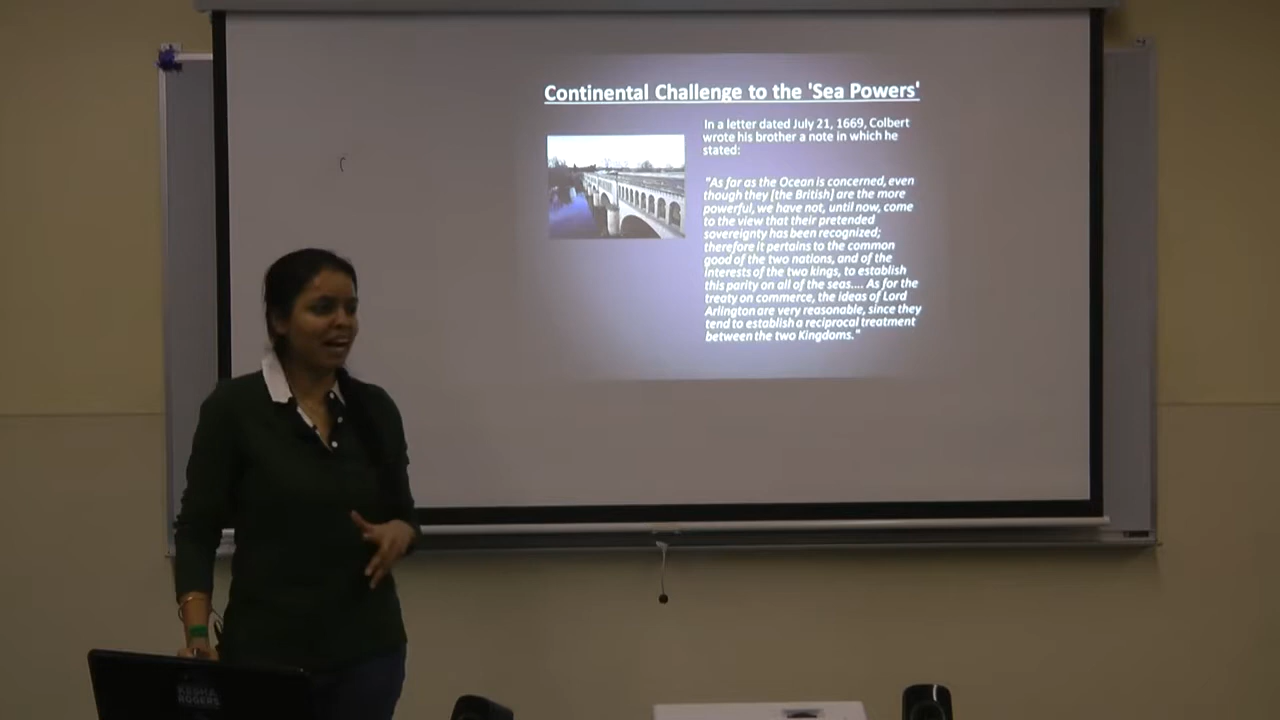 Continental Challenge to the 'Sea Powers'
In a letter dated July 21, 1669, Colbert
wrote his brother a note in which he
stated:
"As far as the Ocean is concerned, even
though they [the British] are the more
powerful, we have not, until now, come
to the view that their pretended
sovereignty has been recognized;
therefore it pertains to the common
good of the two nations, and of the
interests of the two kings, to establish
this parity on all of the seas.... As for the
treaty on commerce, the ideas of Lord
Arlington are very reasonable, since they
tend to establish a reciprocal treatment
between the two Kingdoms."
KESHA
ROGERS